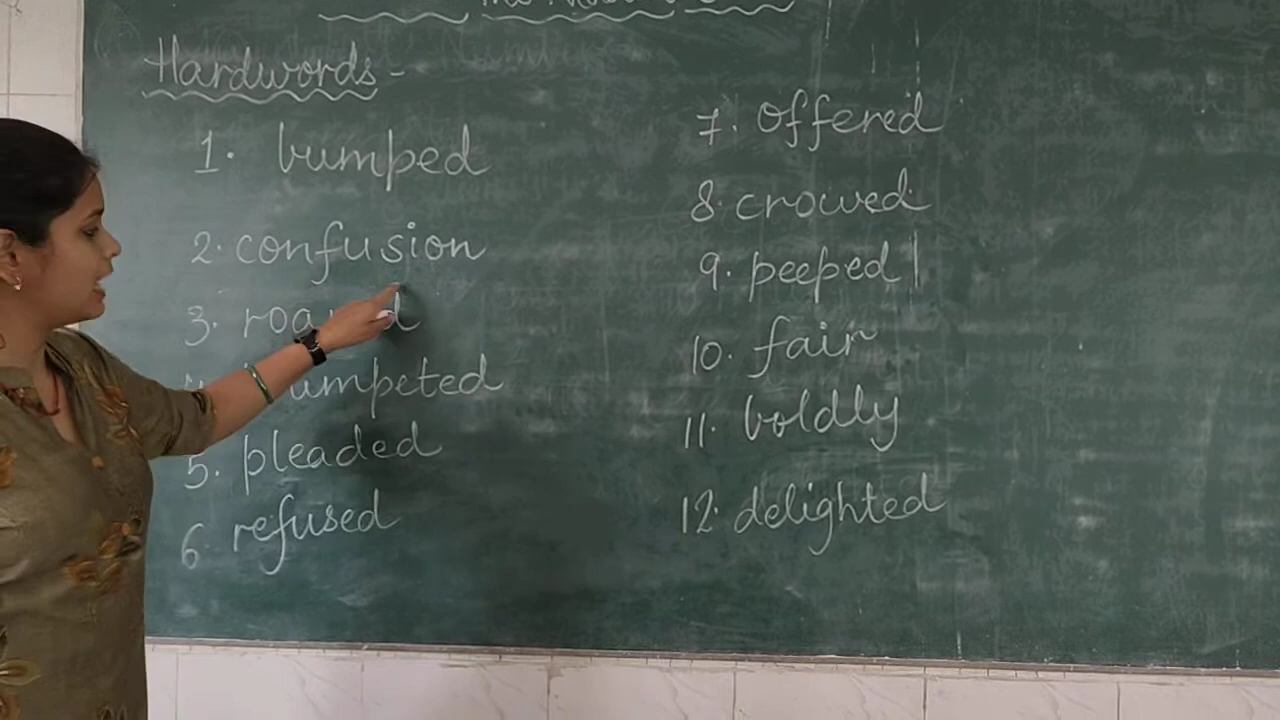 Hardwords -
1. bumped
2. confusion
3.
4.
5. pleaded
6 refused
7. offered
8. crowed
9. peeped
10. fair
11. boldly
12. delighted